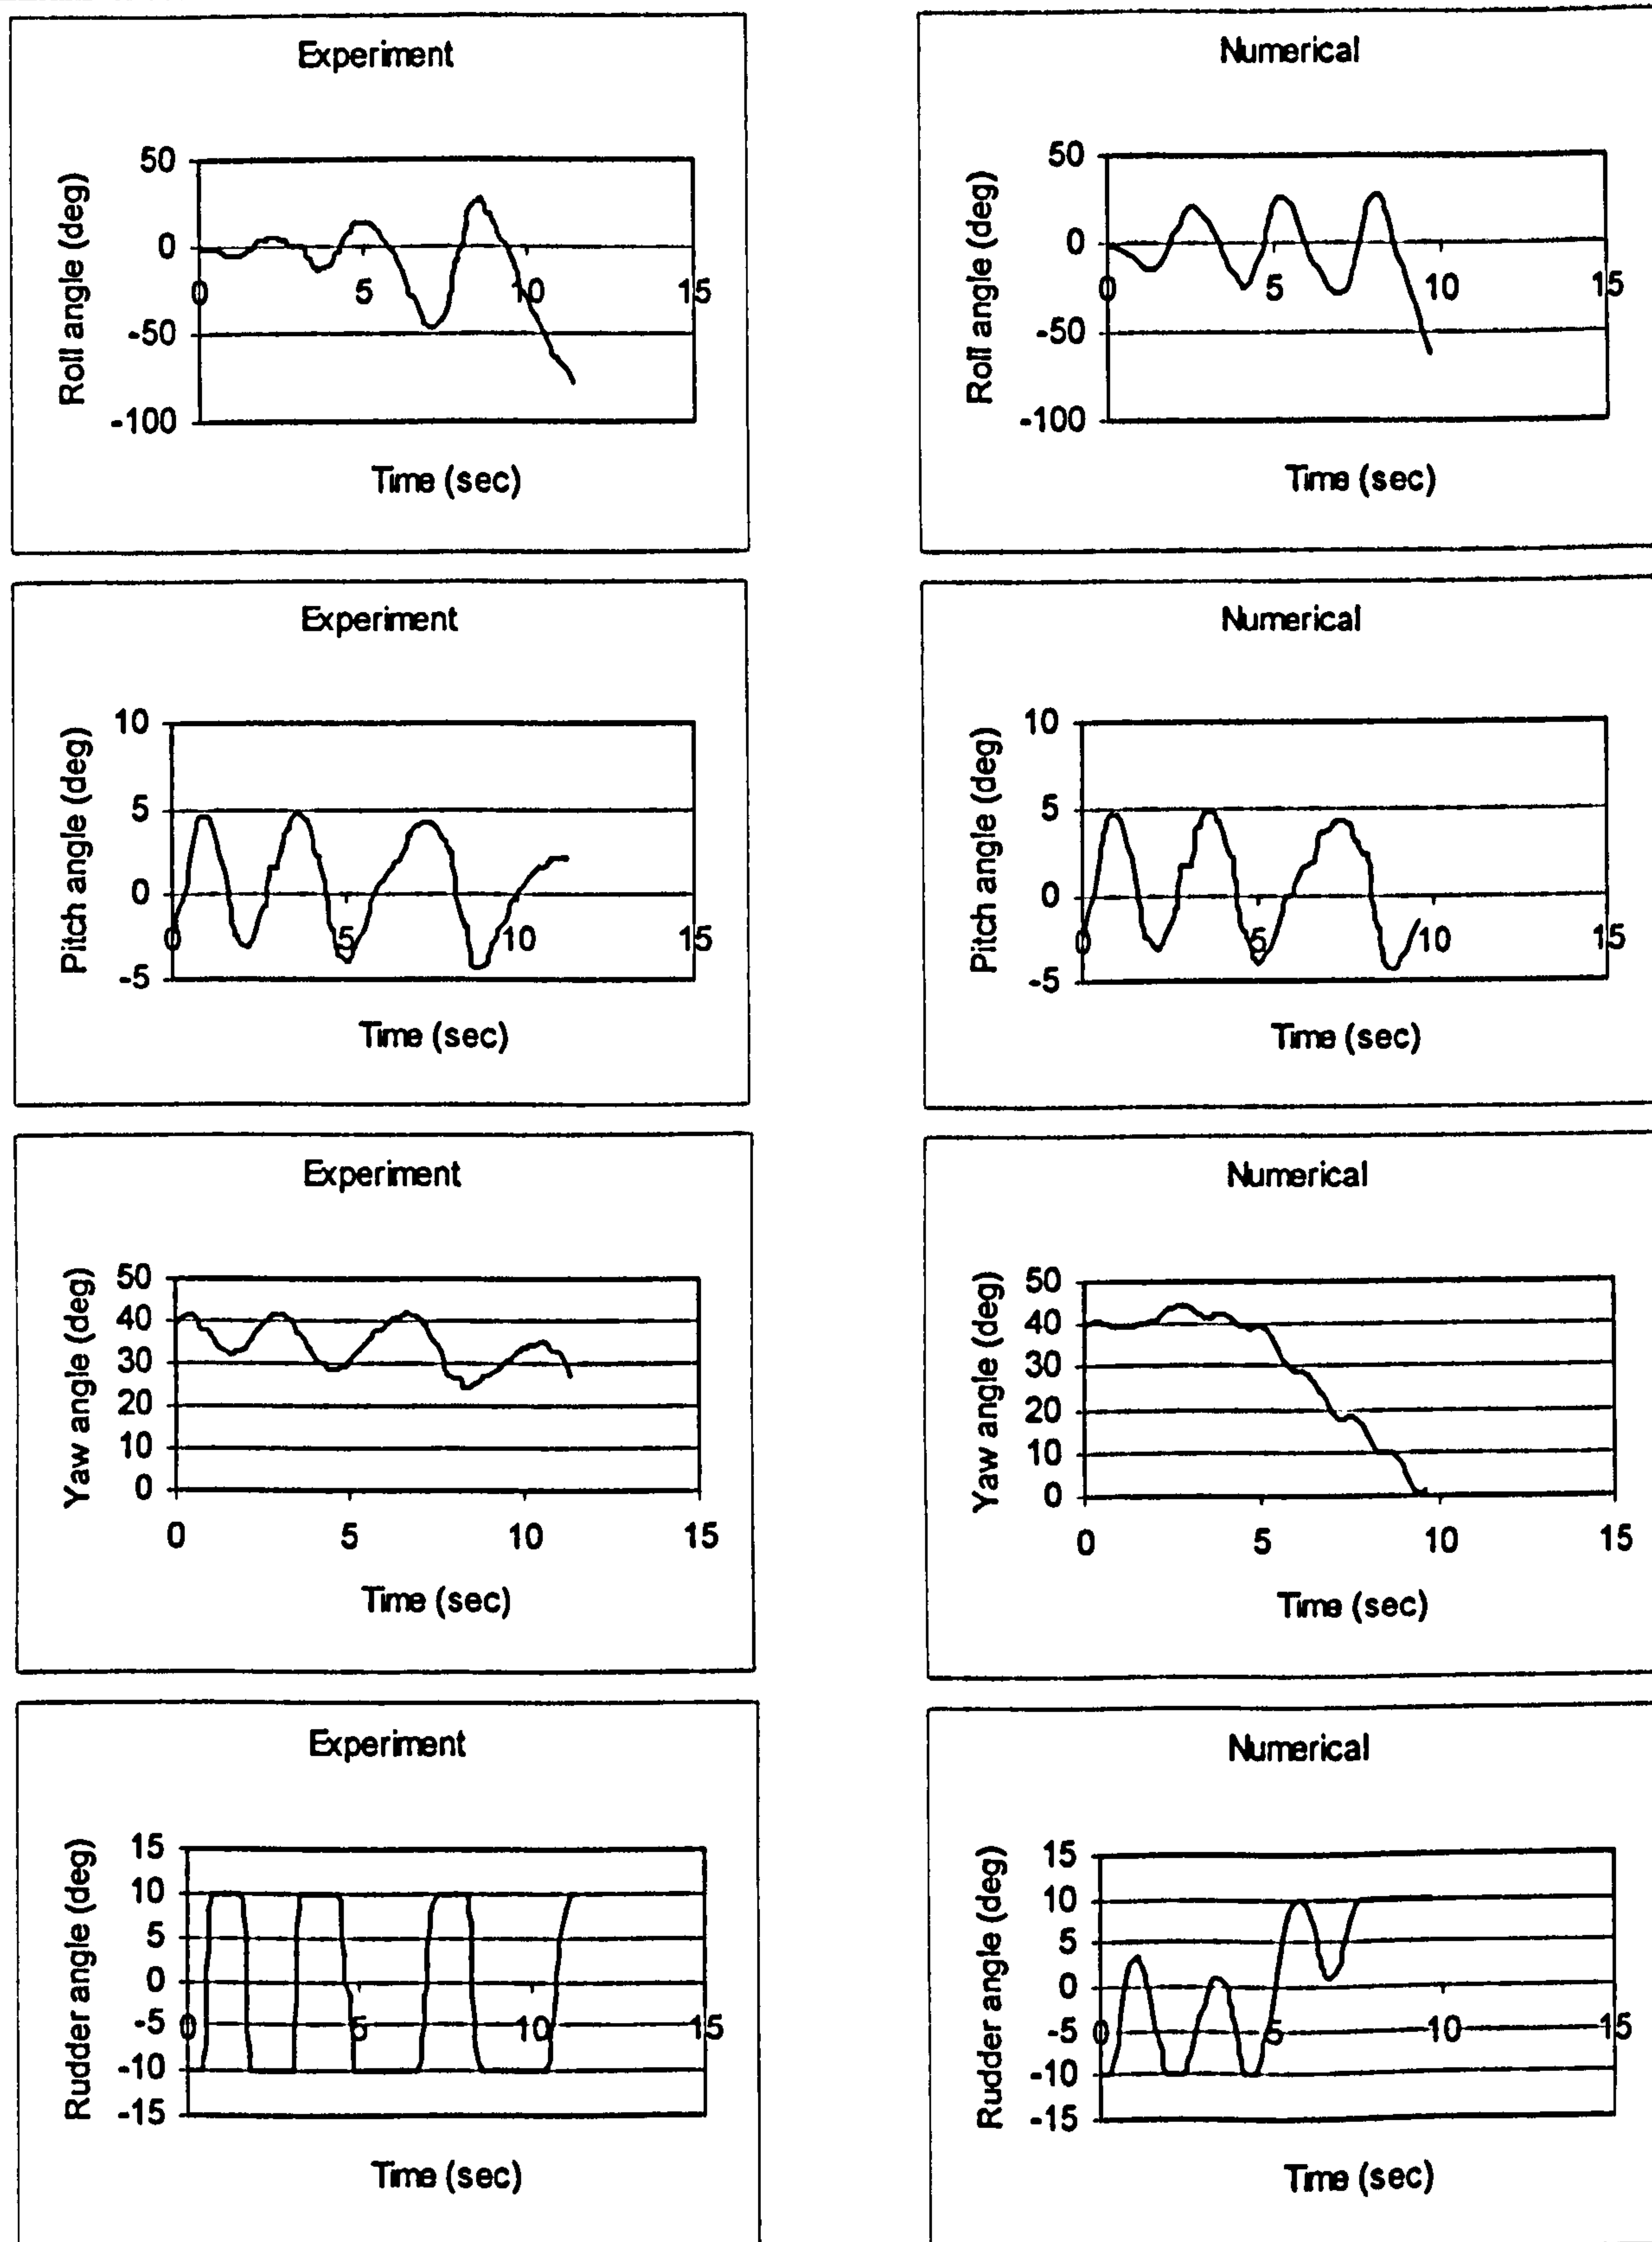 Experiment
Roll angle (deg)
50
0
-50
-100
0 5 10 15
Time (sec)
Numerical
Roll angle (deg)
50
0
-50
-100
0 5 10 15
Time (sec)
Experiment
Pitch angle (deg)
10
5
0
-5
0 5 10 15
Time (sec)
Numerical
Pitch angle (deg)
10
5
0
-5
0 5 10 15
Time (sec)
Experiment
Yaw angle (deg)
50
40
30
20
10
0
0 5 10 15
Time (sec)
Numerical
Yaw angle (deg)
50
40
30
20
10
0
0 5 10 15
Time (sec)
Experiment
Rudder angle (deg)
15
10
5
0
-5
-10
-15
0 5 10 15
Time (sec)
Numerical
Rudder angle (deg)
15
10
5
0
-5
-10
-15
0 5 10 15
Time (sec)